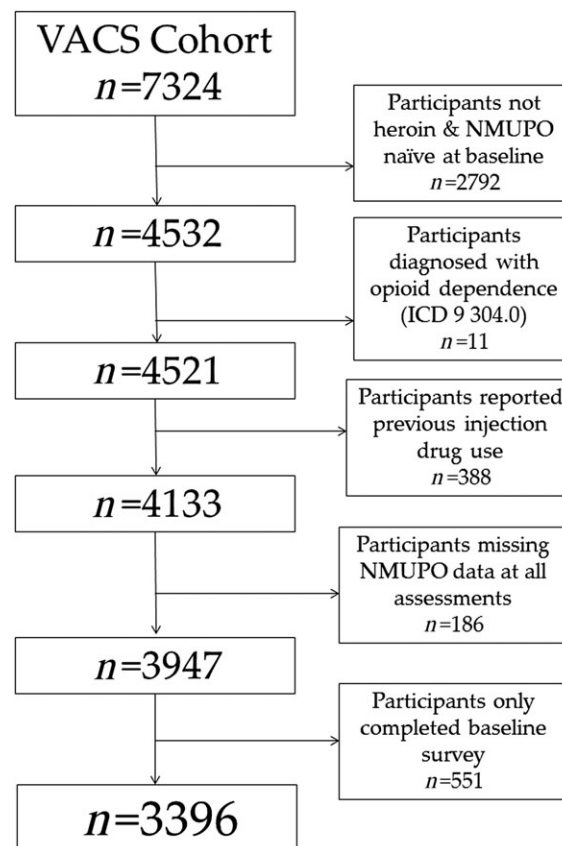 VACS Cohort
n=7324
Participants not
heroin & NMUPO
naïve at baseline
n=2792
n=4532
Participants
diagnosed with
opioid dependence
(ICD 9 304.0)
n=11
n=4521
Participants reported
previous injection
drug use
n=388
n=4133
Participants missing
NMUPO data at all
assessments
n=186
n=3947
Participants only
completed baseline
survey
n=551
n=3396